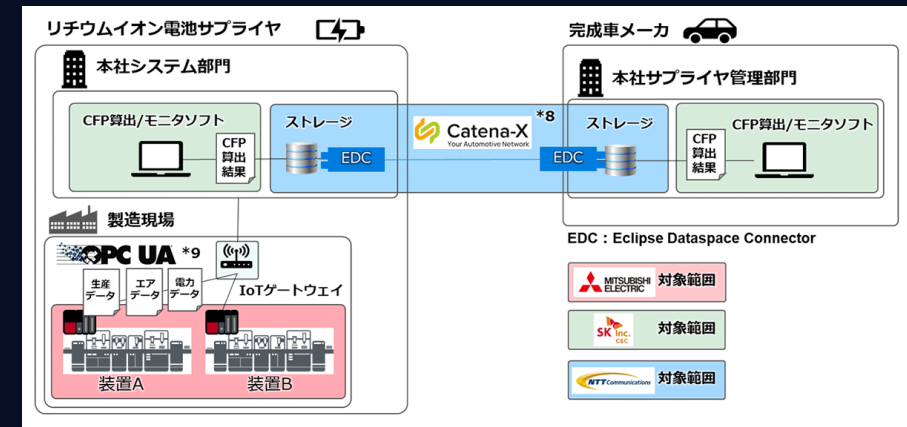 リチウムイオン電池サプライヤ
完成車メーカ
本社システム部門
本社サプライヤ管理部門
CFP算出/モニタソフト
CFP
算出
結果
ストレージ
EDC
Catena-X
Your Automotive Network
*8
ストレージ
EDC
CFP
算出
結果
CFP算出/モニタソフト
製造現場
OPC UA *9
生産
データ
エア
データ
電力
データ
IoTゲートウェイ
装置A
装置B
EDC：Eclipse Dataspace Connector
MITSUBISHI
ELECTRIC
対象範囲
SK inc.
C&C
対象範囲
NTT Communications
対象範囲